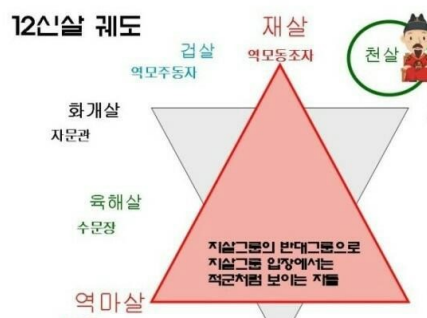 12신살 궤도
재살
역모동조자
겁살
역모주동자
천살
화개살
자문관
육해살
수문장
지살그룹의 반대그룹으로
지살그룹 입장에서는
적군처럼 보이는 자들
역마살